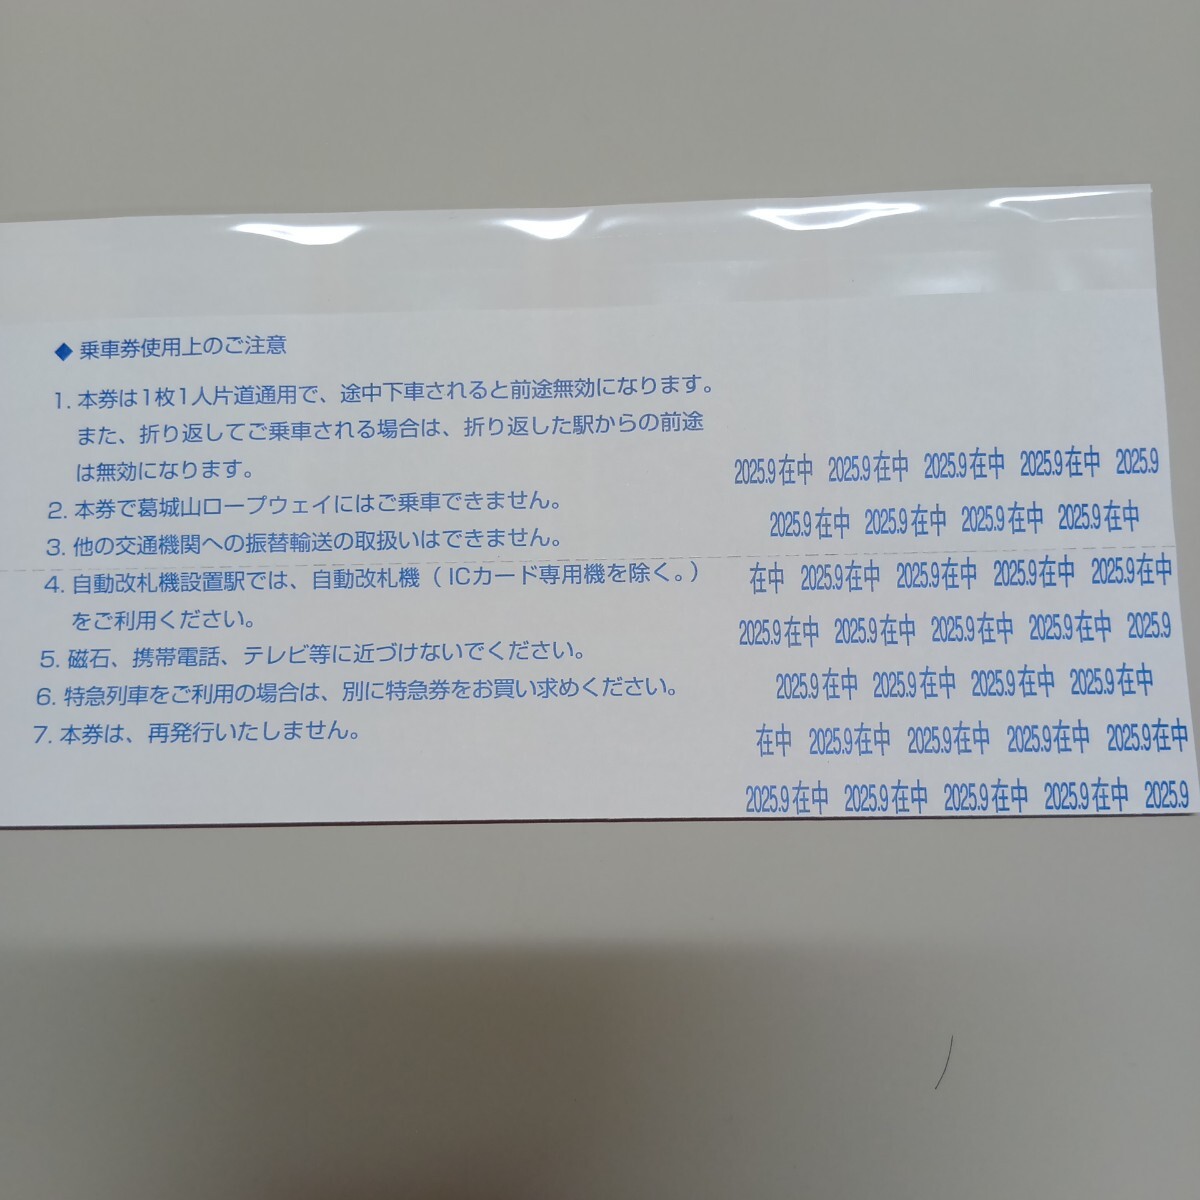 ◆ 乗車券使用上のご注意
1. 本券は1枚1人片道通用で、途中下車されると前途無効になります。
また、折り返してご乗車される場合は、折り返した駅からの前途
は無効になります。
2. 本券で葛城山ロープウェイにはご乗車できません。
3. 他の交通機関への振替輸送の取扱いはできません。
4. 自動改札機設置駅では、自動改札機（ICカード専用機を除く。）
をご利用ください。
5. 磁石、携帯電話、テレビ等に近づけないでください。
6. 特急列車をご利用の場合は、別に特急券をお買い求めください。
7. 本券は、再発行いたしません。
2025.9在中 2025.9在中 2025.9在中 2025.9在中 2025.9
2025.9在中 2025.9在中 2025.9在中 2025.9在中
在中 2025.9在中 2025.9在中 2025.9在中 2025.9在中
2025.9在中 2025.9在中 2025.9在中 2025.9在中 2025.9
2025.9在中 2025.9在中 2025.9在中 2025.9在中
在中 2025.9在中 2025.9在中 2025.9在中 2025.9在中
2025.9在中 2025.9在中 2025.9在中 2025.9在中 2025.9